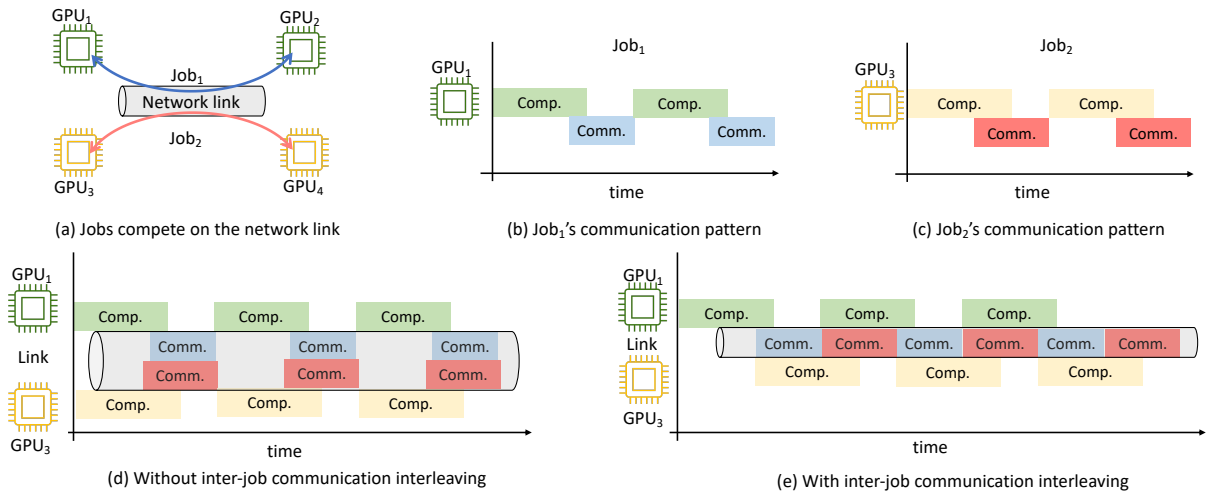 GPU₁
GPU₂
Job₁
Network link
Job₂
GPU₃
GPU₄
(a) Jobs compete on the network link
Job₁
GPU₁
Comp.
Comp.
Comm.
Comm.
time
(b) Job₁’s communication pattern
Job₂
GPU₃
Comp.
Comp.
Comm.
Comm.
time
(c) Job₂’s communication pattern
GPU₁
Comp.
Comp.
Comp.
Link
Comm.
Comm.
Comm.
Comm.
Comm.
Comm.
Comp.
Comp.
Comp.
GPU₃
time
(d) Without inter-job communication interleaving
GPU₁
Comp.
Comp.
Comp.
Link
Comm.
Comm.
Comm.
Comm.
Comm.
Comm.
Comp.
Comp.
Comp.
GPU₃
time
(e) With inter-job communication interleaving